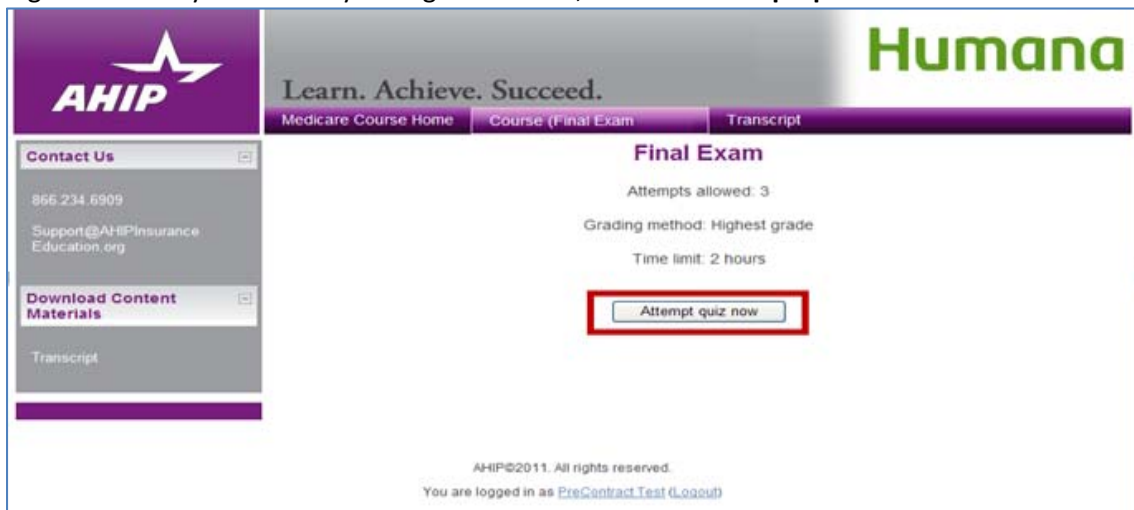 AHIP
Learn. Achieve. Succeed.
Humana
Medicare Course Home Course (Final Exam Transcript
Contact Us
866.234.6909
Support@AHIPInsurance
Education.org
Download Content
Materials
Transcript
Final Exam
Attempts allowed: 3
Grading method: Highest grade
Time limit: 2 hours
Attempt quiz now
AHIP©2011. All rights reserved.
You are logged in as PreContract Test (Logout)